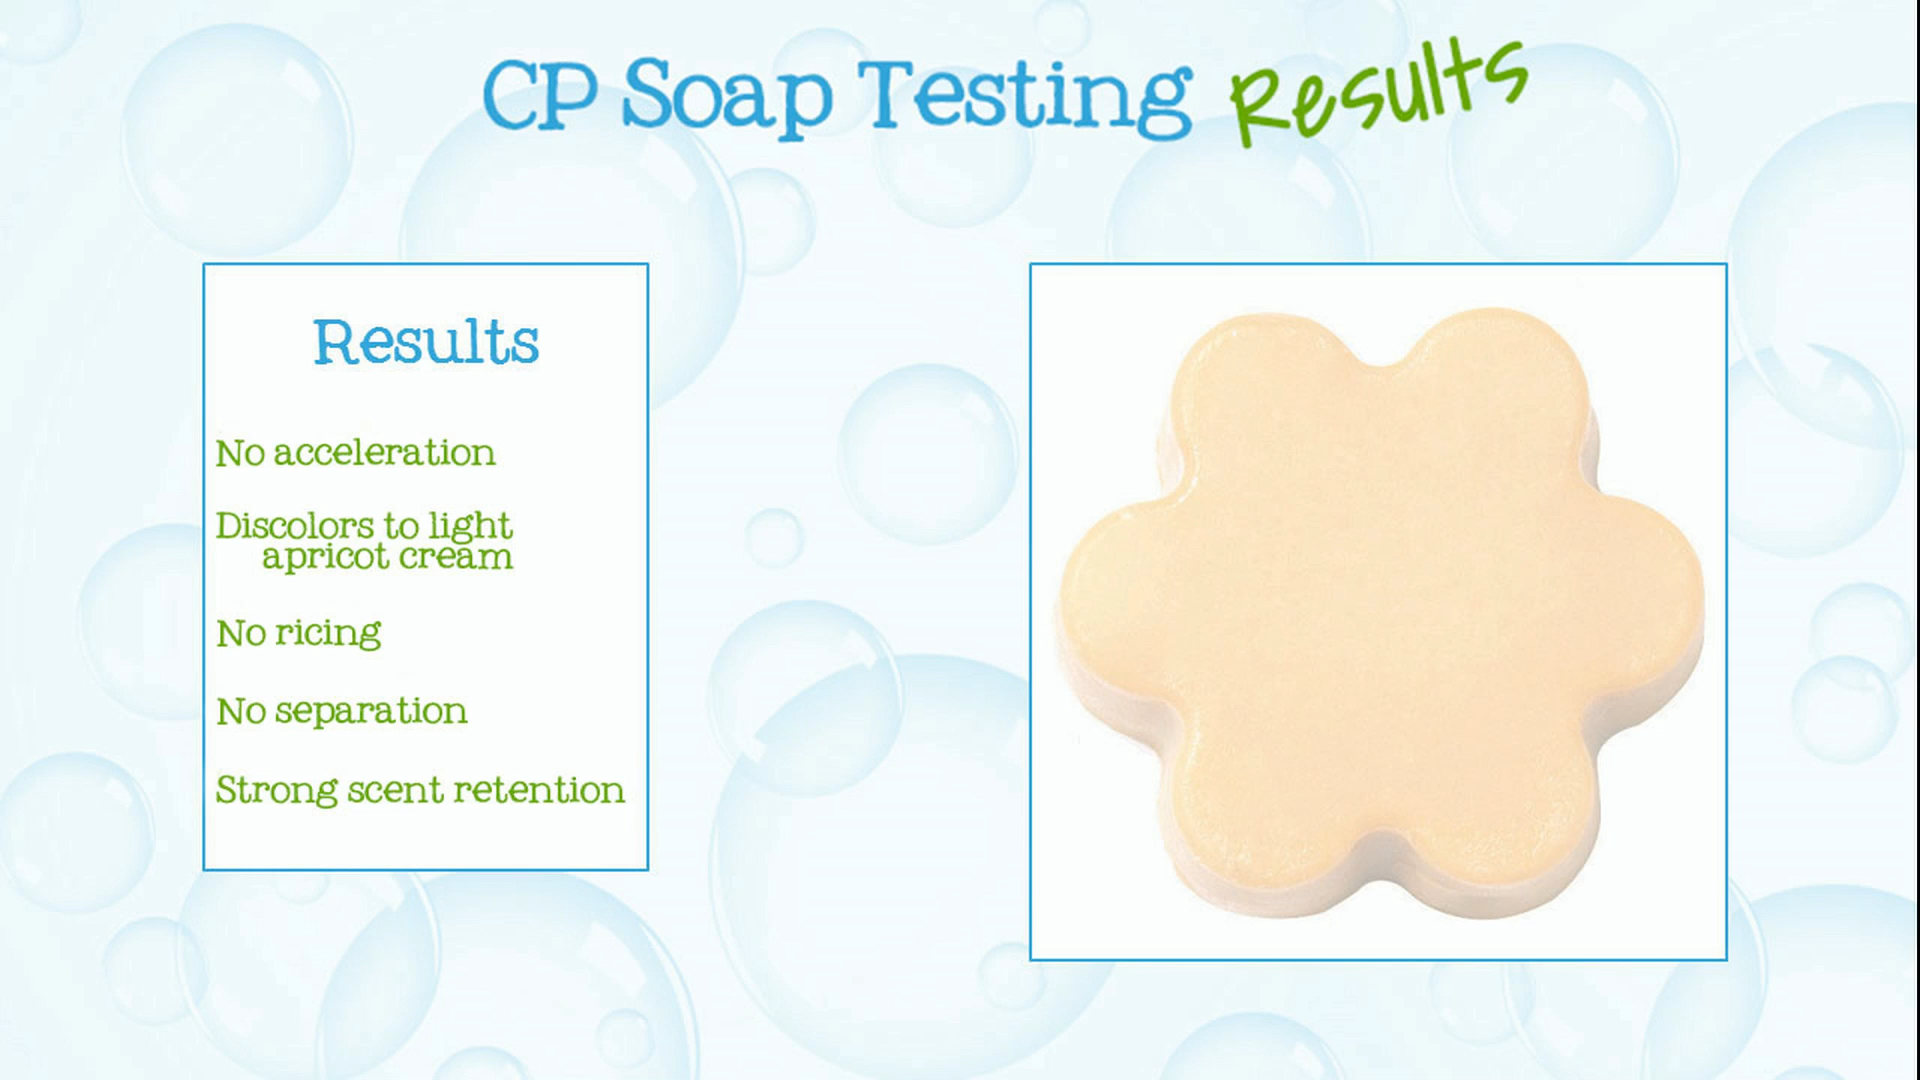 CP Soap Testing Results
Results
No acceleration
Discolors to light
apricot cream
No ricing
No separation
Strong scent retention